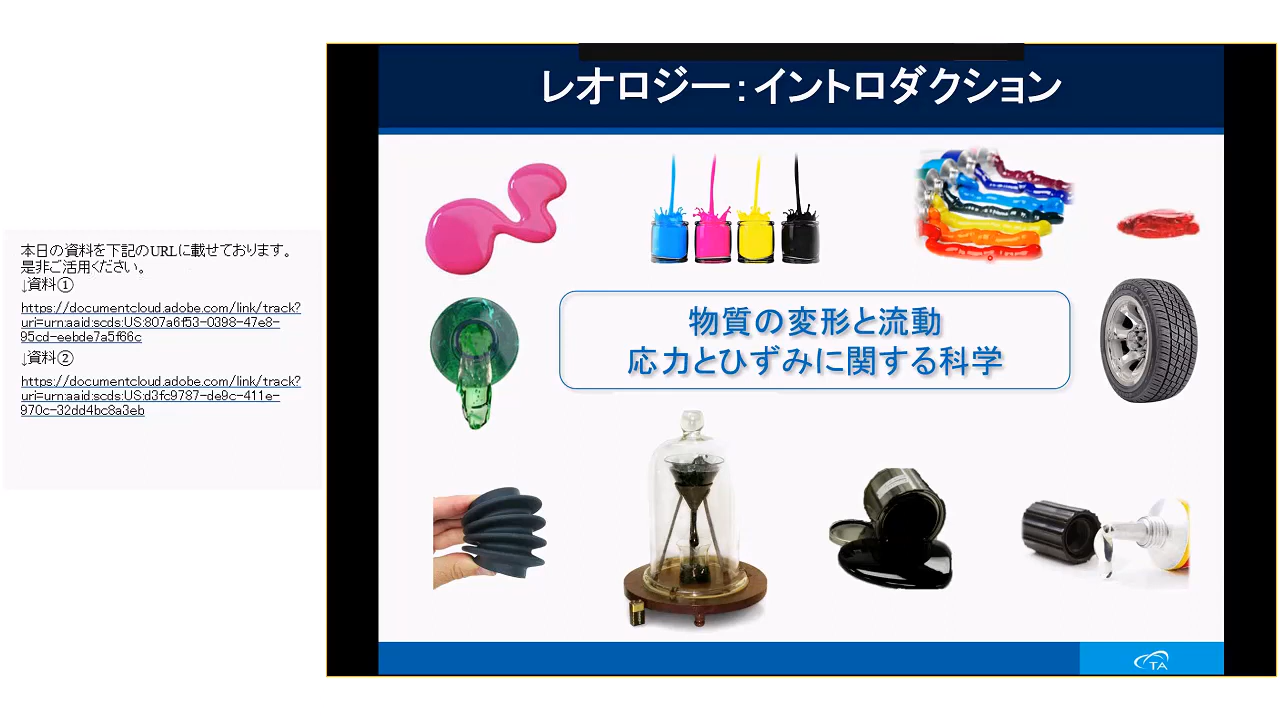 レオロジー：イントロダクション
本日の資料を下記のURLに載せております。
是非ご活用ください。
↓資料①
https://documentcloud.adobe.com/link/track?
uri=urn:aaid:scds:US:807a6f53-0398-47e8-
95cd-eebde7a5f66c
↓資料②
https://documentcloud.adobe.com/link/track?
uri=urn:aaid:scds:US:d3fc9787-de9c-411e-
970c-32dd4bc8a3eb
物質の変形と流動
応力とひずみに関する科学
TA